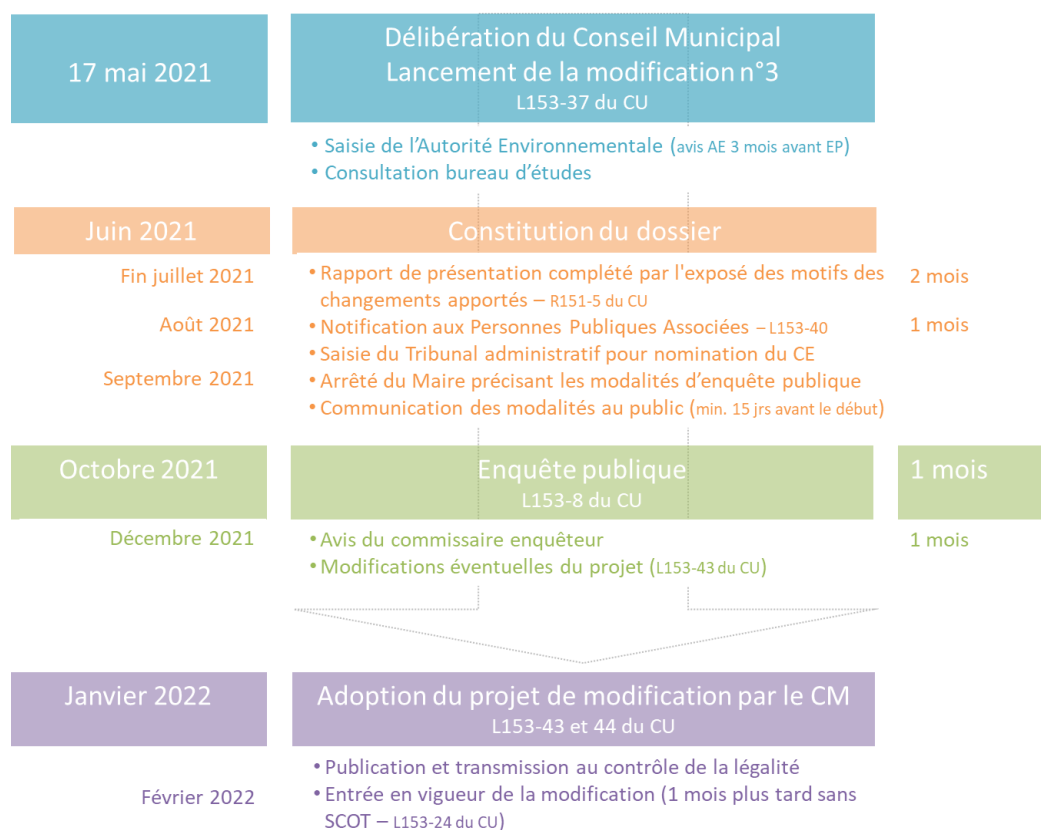 17 mai 2021
Délibération du Conseil Municipal
Lancement de la modification n°3
L153-37 du CU
• Saisie de l'Autorité Environnementale (avis AE 3 mois avant EP)
• Consultation bureau d'études
Juin 2021
Constitution du dossier
Fin juillet 2021
• Rapport de présentation complété par l'exposé des motifs des
changements apportés – R151-5 du CU
2 mois
Août 2021
• Notification aux Personnes Publiques Associées – L153-40
1 mois
• Saisie du Tribunal administratif pour nomination du CE
Septembre 2021
• Arrêté du Maire précisant les modalités d'enquête publique
• Communication des modalités au public (min. 15 jrs avant le début)
Octobre 2021
Enquête publique
L153-8 du CU
1 mois
Décembre 2021
• Avis du commissaire enquêteur
1 mois
• Modifications éventuelles du projet (L153-43 du CU)
Janvier 2022
Adoption du projet de modification par le CM
L153-43 et 44 du CU
• Publication et transmission au contrôle de la légalité
Février 2022
• Entrée en vigueur de la modification (1 mois plus tard sans
SCOT – L153-24 du CU)